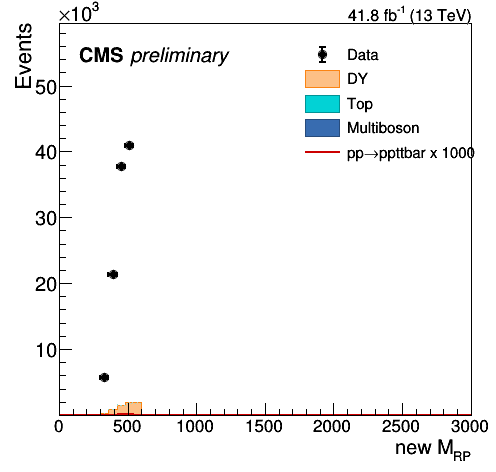 ×10³
41.8 fb⁻¹ (13 TeV)
Events
CMS preliminary
Data
DY
Top
Multiboson
pp→ppttbar x 1000
50
40
30
20
10
0 500 1000 1500 2000 2500 3000
new M_RP